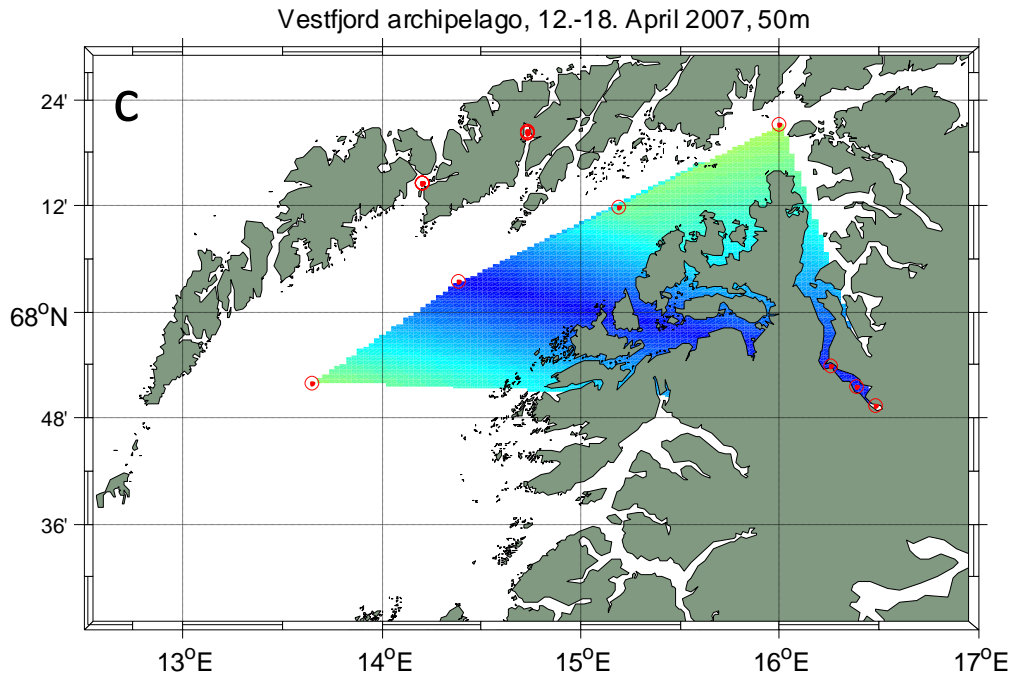 Vestfjord archipelago, 12.-18. April 2007, 50m
c
24'
12'
68°N
48'
36'
13°E 14°E 15°E 16°E 17°E